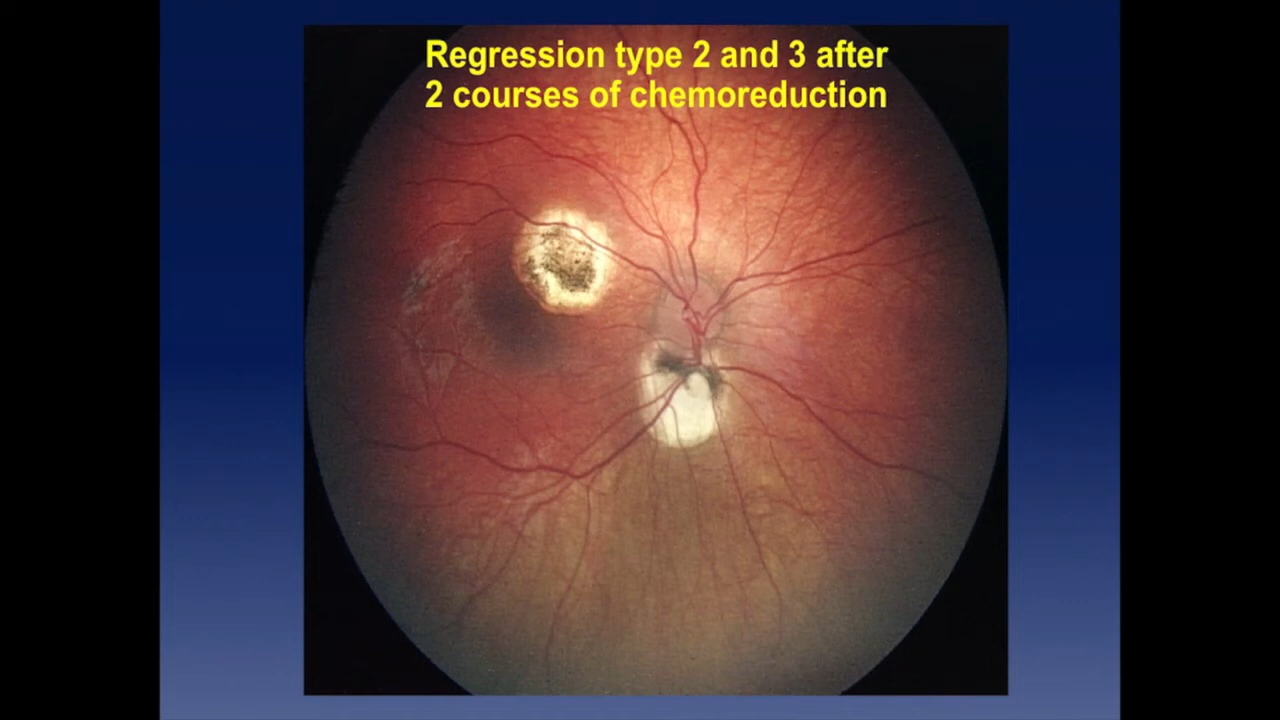 Regression type 2 and 3 after
2 courses of chemoreduction